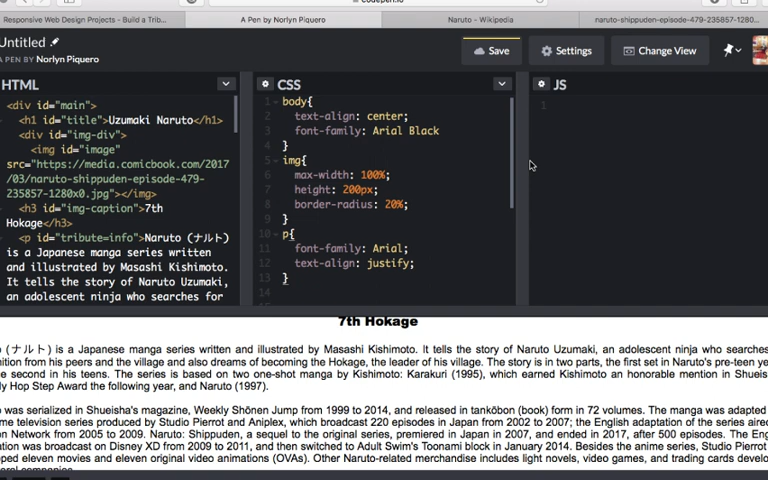 codepen.io
Responsive Web Design Projects - Build a Trib...
A Pen by Norlyn Piquero
Naruto - Wikipedia
naruto-shippuden-episode-479-235857-1280...
Untitled
A PEN BY Norlyn Piquero
Save
Settings
Change View
HTML
<div id="main">
<h1 id="title">Uzumaki Naruto</h1>
<div id="img-div">
<img id="image"
src="https://media.comicbook.com/2017
/03/naruto-shippuden-episode-479-
235857-1280x0.jpg"></img>
<h3 id="img-caption">7th
Hokage</h3>
<p id="tribute=info">Naruto (ナルト)
is a Japanese manga series written
and illustrated by Masashi Kishimoto.
It tells the story of Naruto Uzumaki,
an adolescent ninja who searches for
CSS
1 body{
2 text-align: center;
3 font-family: Arial Black
4 }
5 img{
6 max-width: 100%;
7 height: 200px;
8 border-radius: 20%;
9 }
10 p{
11 font-family: Arial;
12 text-align: justify;
13 }
14
JS
1
7th Hokage
(ナルト) is a Japanese manga series written and illustrated by Masashi Kishimoto. It tells the story of Naruto Uzumaki, an adolescent ninja who searches
from his peers and the village and also dreams of becoming the Hokage, the leader of his village. The story is in two parts, the first set in Naruto's pre-teen
second in his teens. The series is based on two one-shot manga by Kishimoto: Karakuri (1995), which earned Kishimoto an honorable mention in
Hop Step Award the following year, and Naruto (1997).
was serialized in Shueisha's magazine, Weekly Shōnen Jump from 1999 to 2014, and released in tankōbon (book) form in 72 volumes. The manga was adapted
television series produced by Studio Pierrot and Aniplex, which broadcast 220 episodes in Japan from 2002 to 2007; the English adaptation of the series aired
Network from 2005 to 2009. Naruto: Shippuden, a sequel to the original series, premiered in Japan in 2007, and ended in 2017, after 500 episodes. The
was broadcast on Disney XD from 2009 to 2011, and then switched to Adult Swim's Toonami block in January 2014. Besides the anime series, Studio Pierrot
eleven movies and eleven original video animations (OVAs). Other Naruto-related merchandise includes light novels, video games, and trading cards